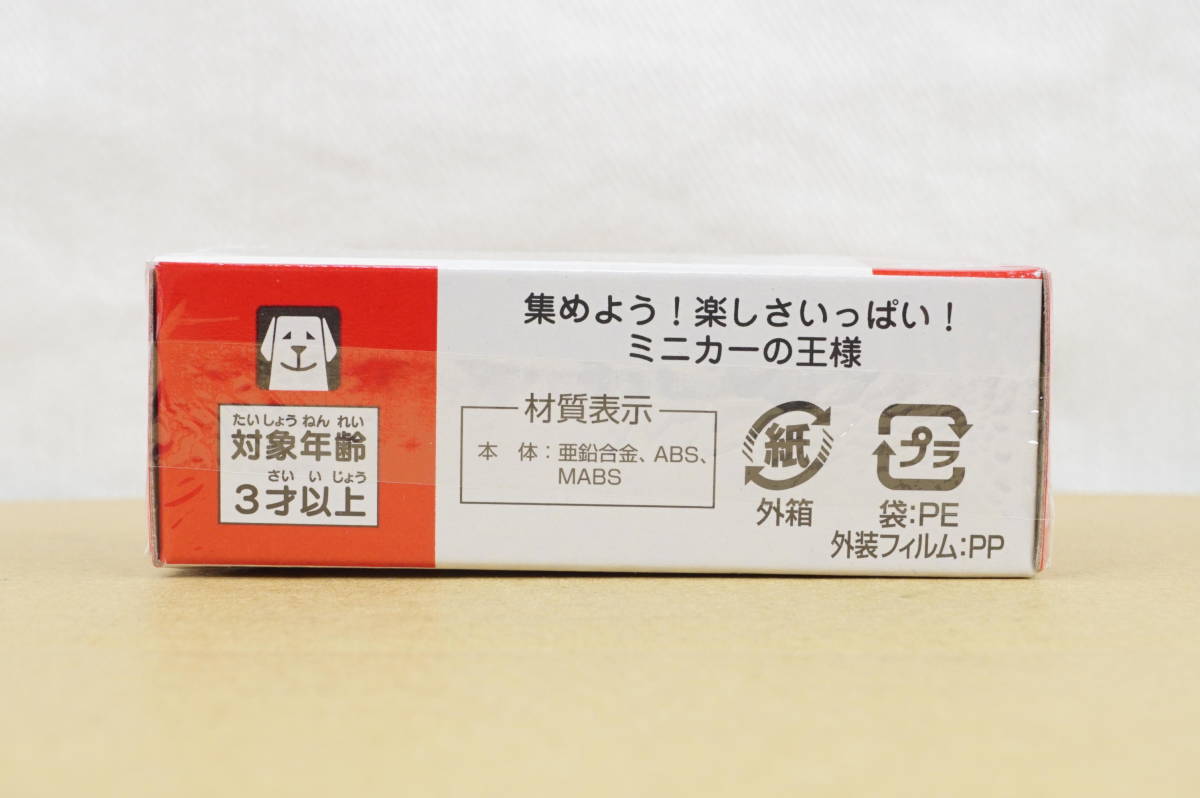 たいしょうねんれい
対象年齢
さいいじょう
3才以上
集めよう！楽しさいっぱい！
ミニカーの王様
材質表示
本 体：亜鉛合金、ABS、
MABS
紙
外箱
プラ
袋:PE
外装フィルム:PP